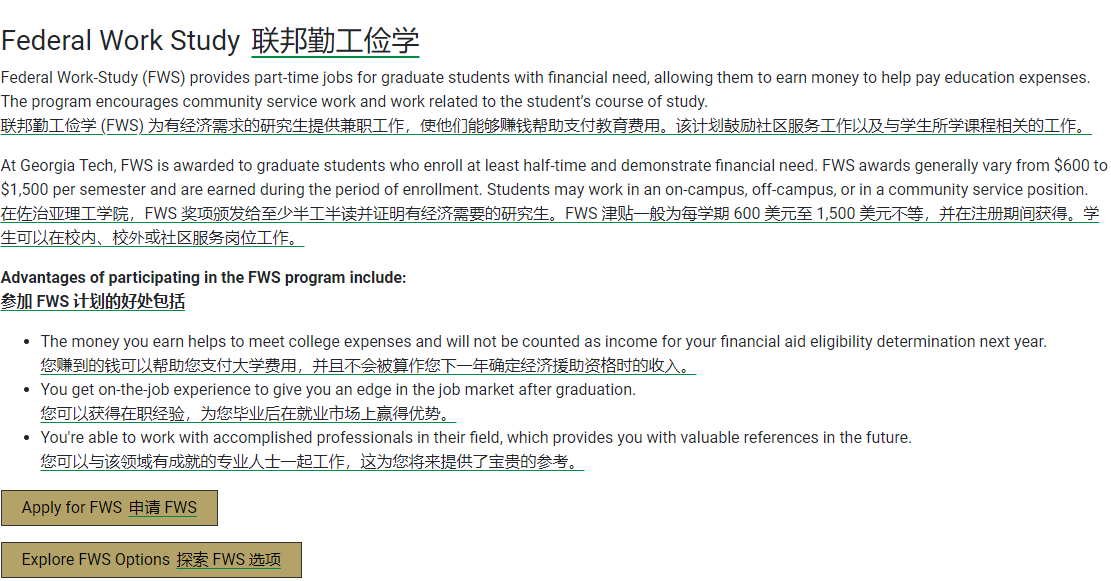 Federal Work Study 联邦勤工俭学
Federal Work-Study (FWS) provides part-time jobs for graduate students with financial need, allowing them to earn money to help pay education expenses.
The program encourages community service work and work related to the student’s course of study.
联邦勤工俭学 (FWS) 为有经济需求的研究生提供兼职工作，使他们能够赚钱帮助支付教育费用。该计划鼓励社区服务工作以及与学生所学课程相关的工作。
At Georgia Tech, FWS is awarded to graduate students who enroll at least half-time and demonstrate financial need. FWS awards generally vary from $600 to
$1,500 per semester and are earned during the period of enrollment. Students may work in an on-campus, off-campus, or in a community service position.
在佐治亚理工学院，FWS 奖项颁发给至少半工半读并证明有经济需要的研究生。FWS 津贴一般为每学期 600 美元至 1,500 美元不等，并在注册期间获得。学
生可以在校内、校外或社区服务岗位工作。
Advantages of participating in the FWS program include:
参加 FWS 计划的好处包括
• The money you earn helps to meet college expenses and will not be counted as income for your financial aid eligibility determination next year.
您赚到的钱可以帮助您支付大学费用，并且不会被算作您下一年确定经济援助资格时的收入。
• You get on-the-job experience to give you an edge in the job market after graduation.
您可以获得在职经验，为您毕业后在就业市场上赢得优势。
• You're able to work with accomplished professionals in their field, which provides you with valuable references in the future.
您可以与该领域有成就的专业人士一起工作，这为您将来提供了宝贵的参考。
Apply for FWS 申请 FWS
Explore FWS Options 探索 FWS 选项